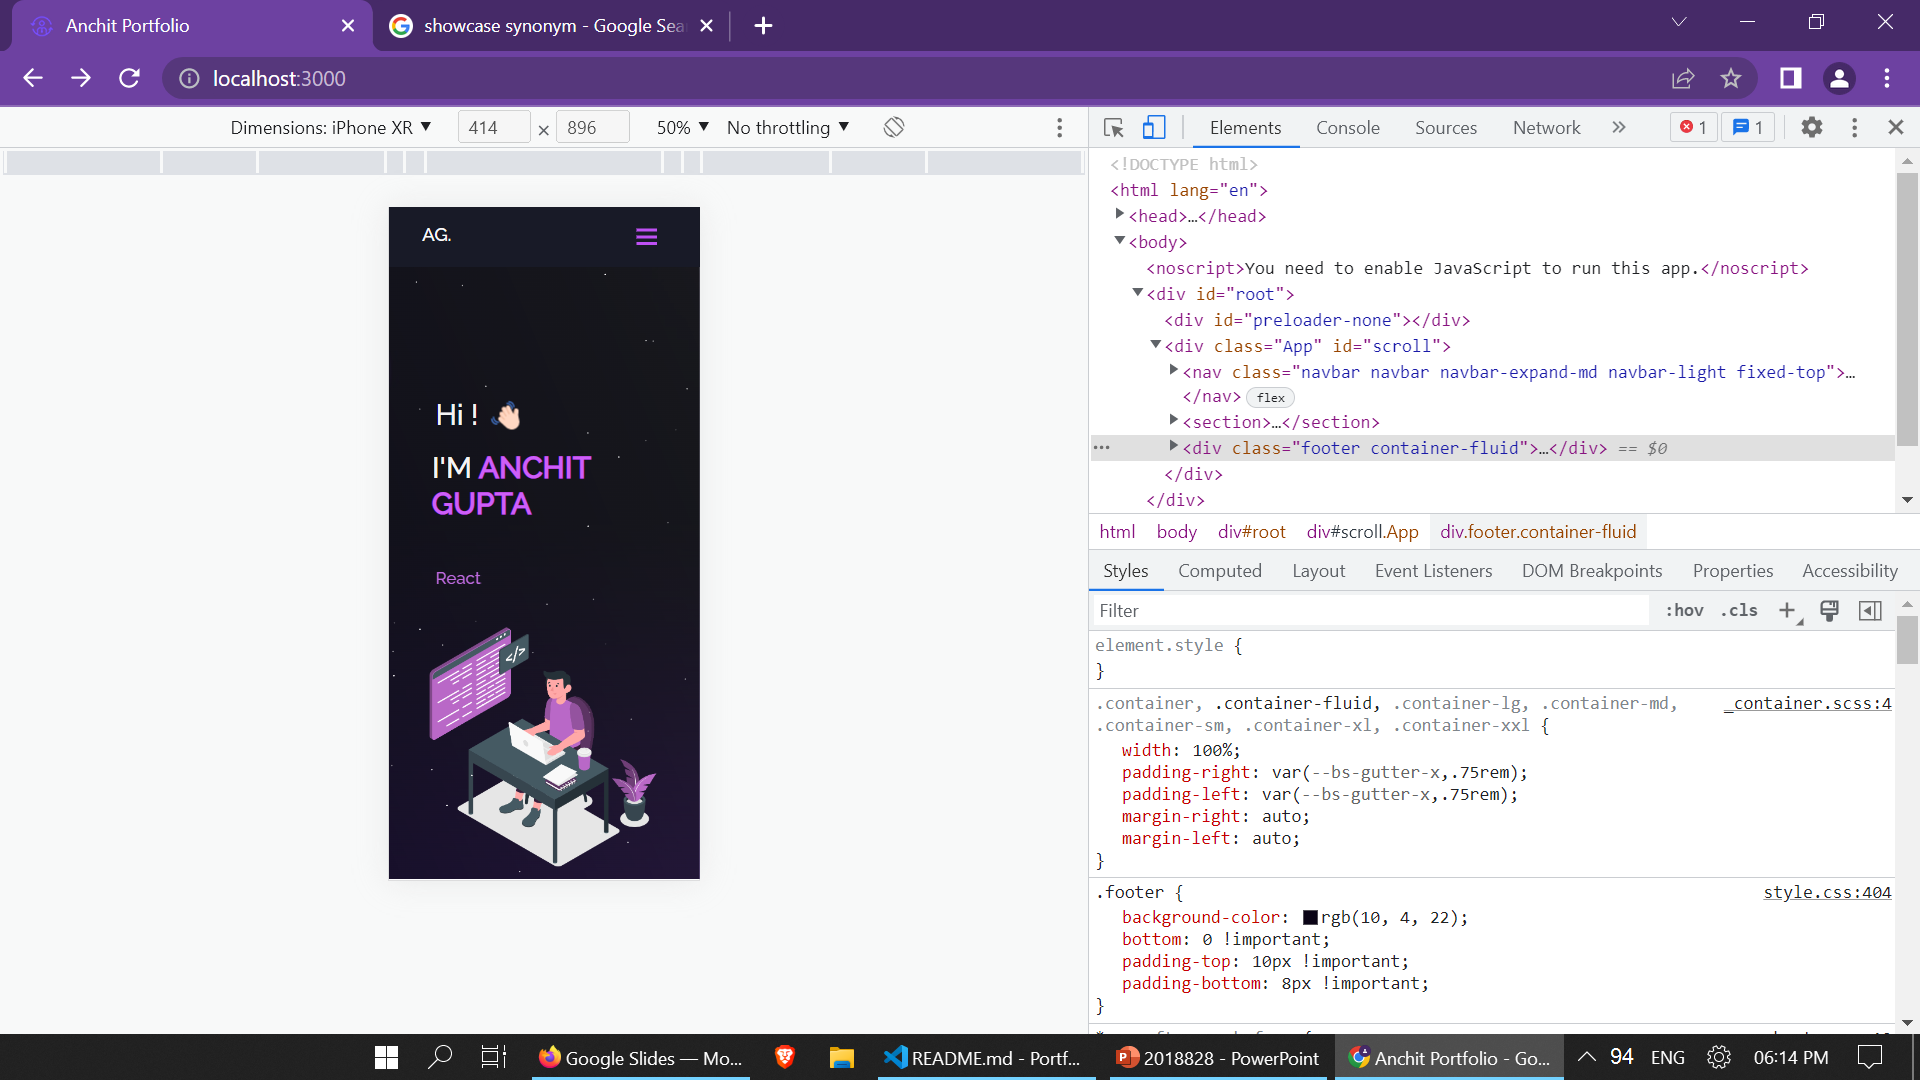 Anchit Portfolio
showcase synonym - Google Sea
localhost:3000
Dimensions: iPhone XR ▼ 414 × 896 50% ▼ No throttling ▼
Elements Console Sources Network » 1 1
AG.
Hi ! 👋🏻
I'M ANCHIT
GUPTA
React
</>
<!DOCTYPE html>
<html lang="en">
<head>…</head>
<body>
<noscript>You need to enable JavaScript to run this app.</noscript>
<div id="root">
<div id="preloader-none"></div>
<div class="App" id="scroll">
<nav class="navbar navbar navbar-expand-md navbar-light fixed-top">…
</nav> flex
<section>…</section>
<div class="footer container-fluid">…</div> == $0
</div>
</div>
html body div#root div#scroll.App div.footer.container-fluid
Styles Computed Layout Event Listeners DOM Breakpoints Properties Accessibility
Filter :hov .cls +
element.style {
}
.container, .container-fluid, .container-lg, .container-md, _container.scss:4
.container-sm, .container-xl, .container-xxl {
width: 100%;
padding-right: var(--bs-gutter-x,.75rem);
padding-left: var(--bs-gutter-x,.75rem);
margin-right: auto;
margin-left: auto;
}
.footer { style.css:404
background-color: rgb(10, 4, 22);
bottom: 0 !important;
padding-top: 10px !important;
padding-bottom: 8px !important;
}
Google Slides — Mo... README.md - Portf... 2018828 - PowerPoint Anchit Portfolio - Go... 94 ENG 06:14 PM